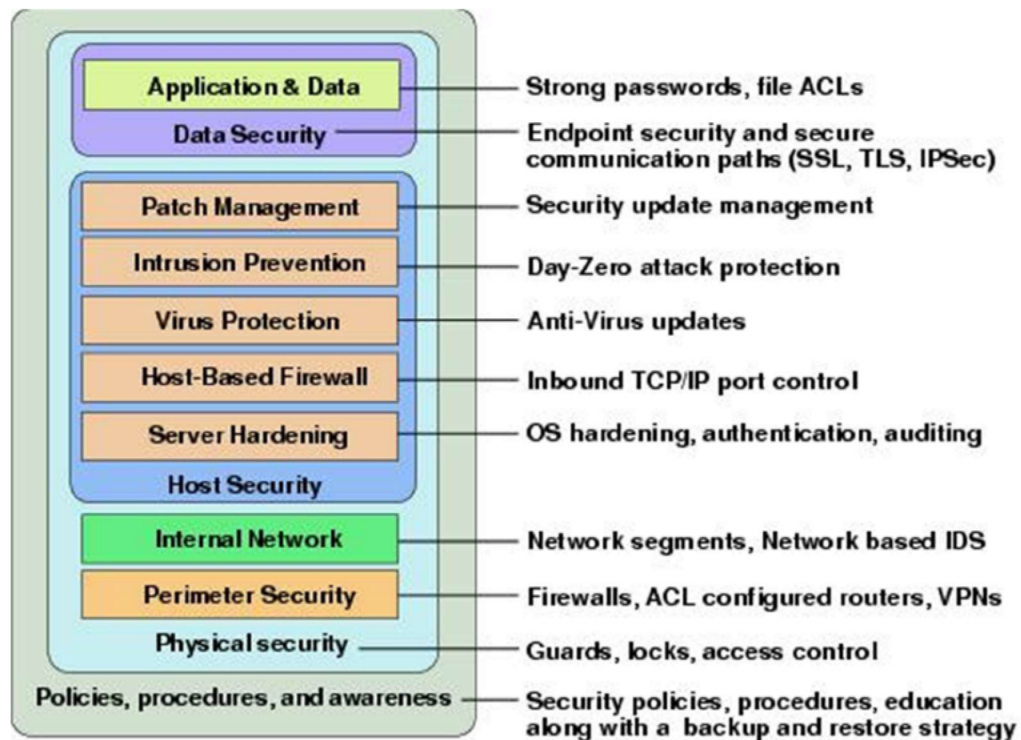 Application & Data
Strong passwords, file ACLs
Data Security
Endpoint security and secure
communication paths (SSL, TLS, IPSec)
Patch Management
Security update management
Intrusion Prevention
Day-Zero attack protection
Virus Protection
Anti-Virus updates
Host-Based Firewall
Inbound TCP/IP port control
Server Hardening
OS hardening, authentication, auditing
Host Security
Internal Network
Network segments, Network based IDS
Perimeter Security
Firewalls, ACL configured routers, VPNs
Physical security
Guards, locks, access control
Policies, procedures, and awareness
Security policies, procedures, education
along with a backup and restore strategy